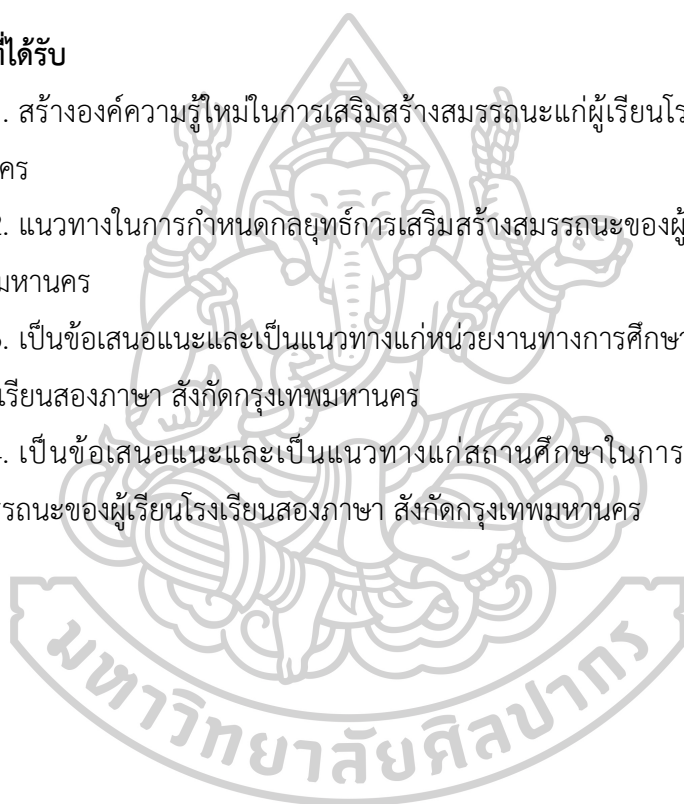 ที่ได้รับ
. สร้างองค์ความรู้ใหม่ในการเสริมสร้างสมรรถนะแก่ผู้เรียนโร
คร
. แนวทางในการกำหนดกลยุทธ์การเสริมสร้างสมรรถนะของผู้
มหานคร
. เป็นข้อเสนอแนะและเป็นแนวทางแก่หน่วยงานทางการศึกษา
เรียนสองภาษา สังกัดกรุงเทพมหานคร
. เป็นข้อเสนอแนะและเป็นแนวทางแก่สถานศึกษาในการ
รถนะของผู้เรียนโรงเรียนสองภาษา สังกัดกรุงเทพมหานคร
มหาวิทยาลัยศิลปากร